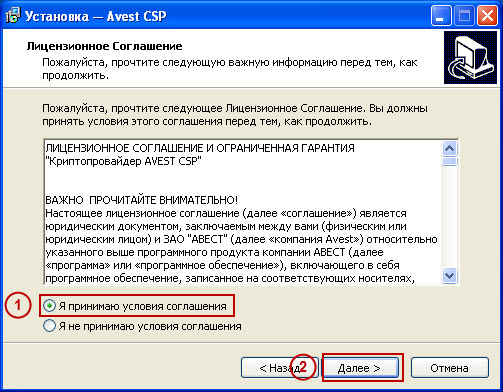 Установка — Avest CSP
Лицензионное Соглашение
Пожалуйста, прочтите следующую важную информацию перед тем, как
продолжить.
Пожалуйста, прочтите следующее Лицензионное Соглашение. Вы должны
принять условия этого соглашения перед тем, как продолжить.
ЛИЦЕНЗИОННОЕ СОГЛАШЕНИЕ И ОГРАНИЧЕННАЯ ГАРАНТИЯ
"Криптопровайдер AVEST CSP"
ВАЖНО ПРОЧИТАЙТЕ ВНИМАТЕЛЬНО!
Настоящее лицензионное соглашение (далее «соглашение») является
юридическим документом, заключаемым между вами (физическим или
юридическим лицом) и ЗАО "АВЕСТ" (далее «компания Avest») относительно
указанного выше программного продукта компании АВЕСТ (далее
«программа» или «программное обеспечение»), включающего в себя
программное обеспечение, записанное на соответствующих носителях,
1
Я принимаю условия соглашения
Я не принимаю условия соглашения
< Назад
2
Далее >
Отмена